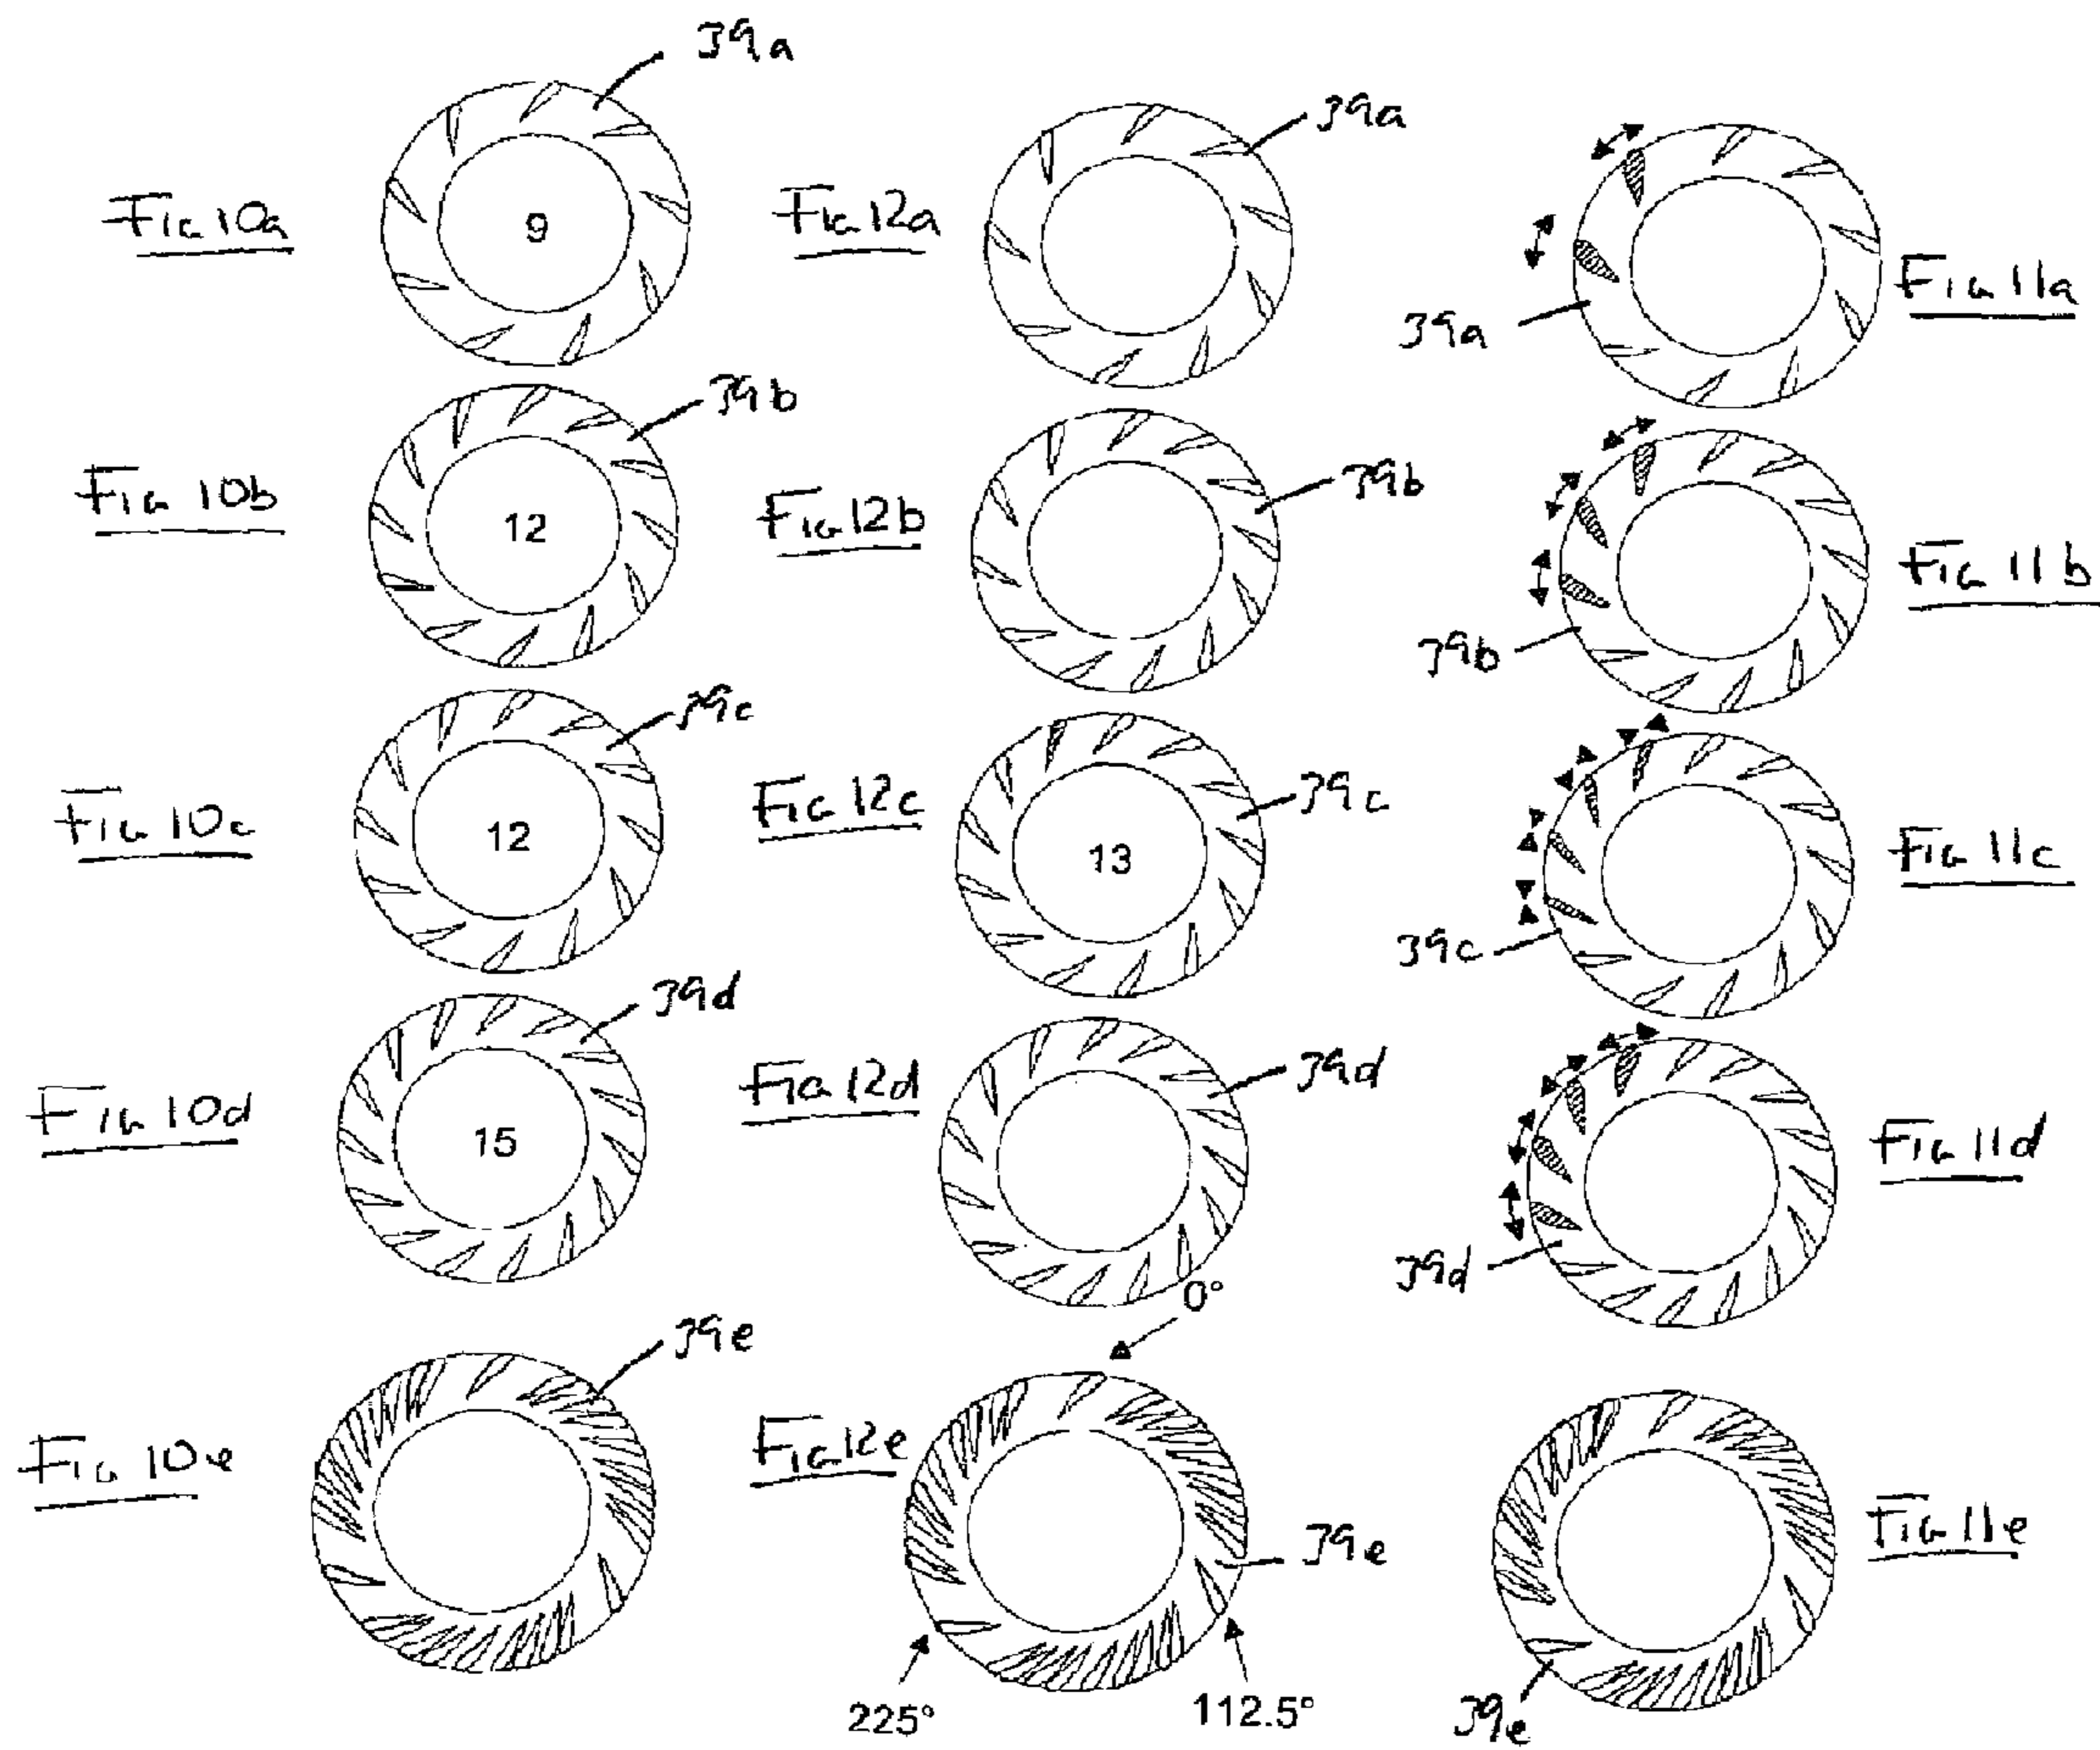 39a
39a
Fig 10a
9
Fig 12a
Fig 11a
39a
39b
Fig 10b
12
Fig 12b
39b
Fig 11b
39b
39c
Fig 10c
12
Fig 12c
13
39c
Fig 11c
39c
39d
Fig 10d
15
Fig 12d
39d
Fig 11d
39d
0°
39e
Fig 10e
Fig 12e
39e
Fig 11e
225°
112.5°
39e